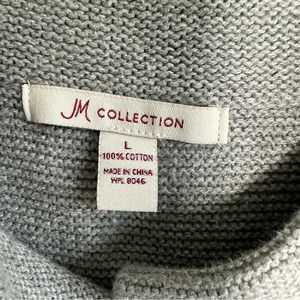 JM COLLECTION
L
100% COTTON
MADE IN CHINA
WPL 8046